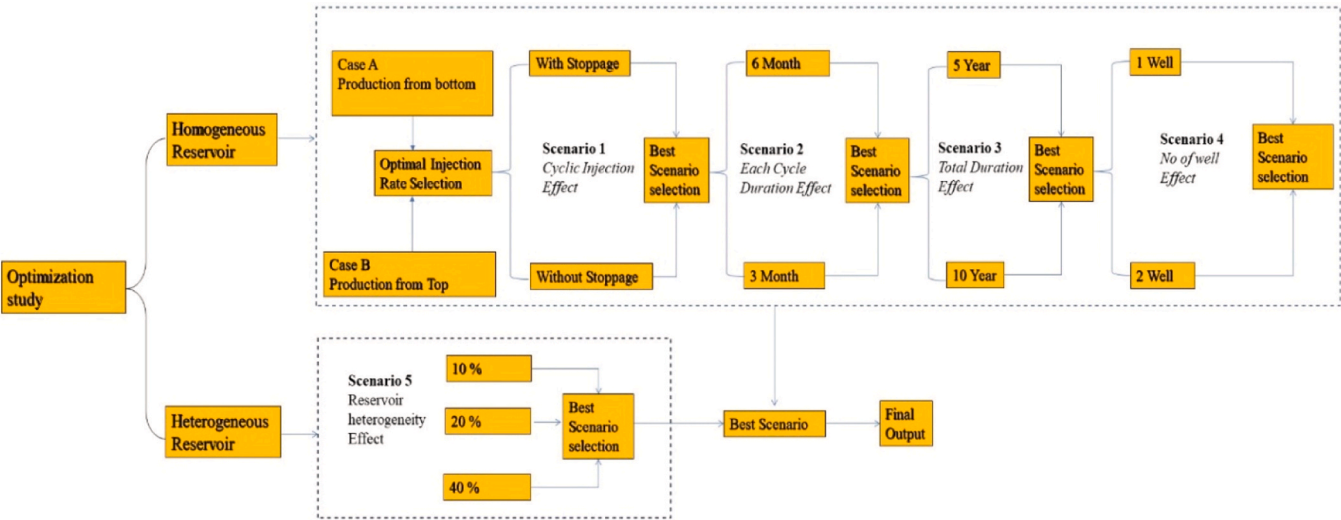 Optimization
study
Homogeneous
Reservoir
Case A
Production from bottom
Optimal Injection
Rate Selection
Case B
Production from Top
With Stoppage
Scenario 1
Cyclic Injection
Effect
Without Stoppage
Best
Scenario
selection
6 Month
Scenario 2
Each Cycle
Duration Effect
3 Month
Best
Scenario
selection
5 Year
Scenario 3
Total Duration
Effect
10 Year
Best
Scenario
selection
1 Well
Scenario 4
No of well
Effect
2 Well
Best
Scenario
selection
Heterogeneous
Reservoir
Scenario 5
Reservoir
heterogeneity
Effect
10 %
20 %
40 %
Best
Scenario
selection
Best Scenario
Final
Output